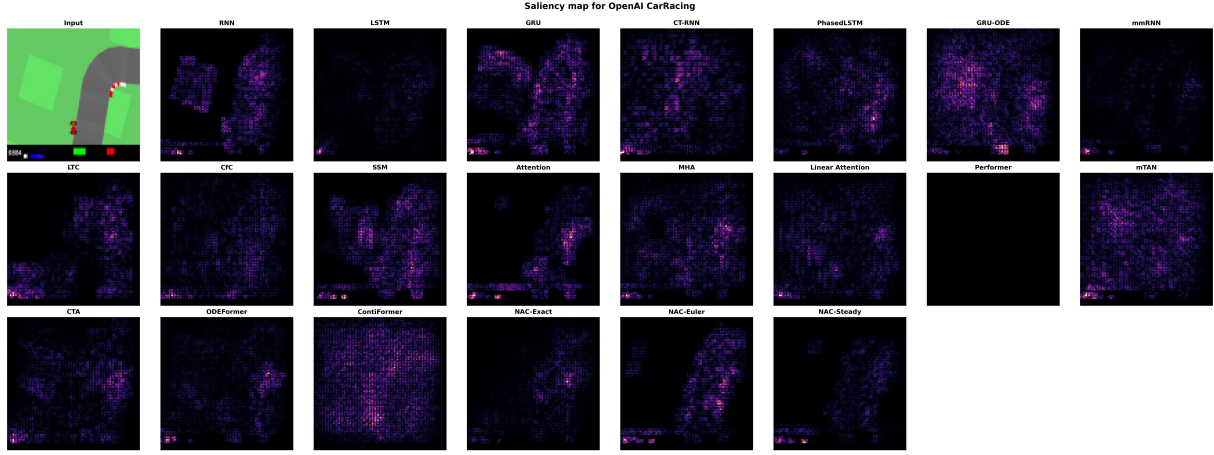 Saliency map for OpenAI CarRacing
Input RNN LSTM GRU CT-RNN PhasedLSTM GRU-ODE mmRNN
LTC CfC SSM Attention MHA Linear Attention Performer mTAN
CTA ODEFormer ContiFormer NAC-Exact NAC-Euler NAC-Steady